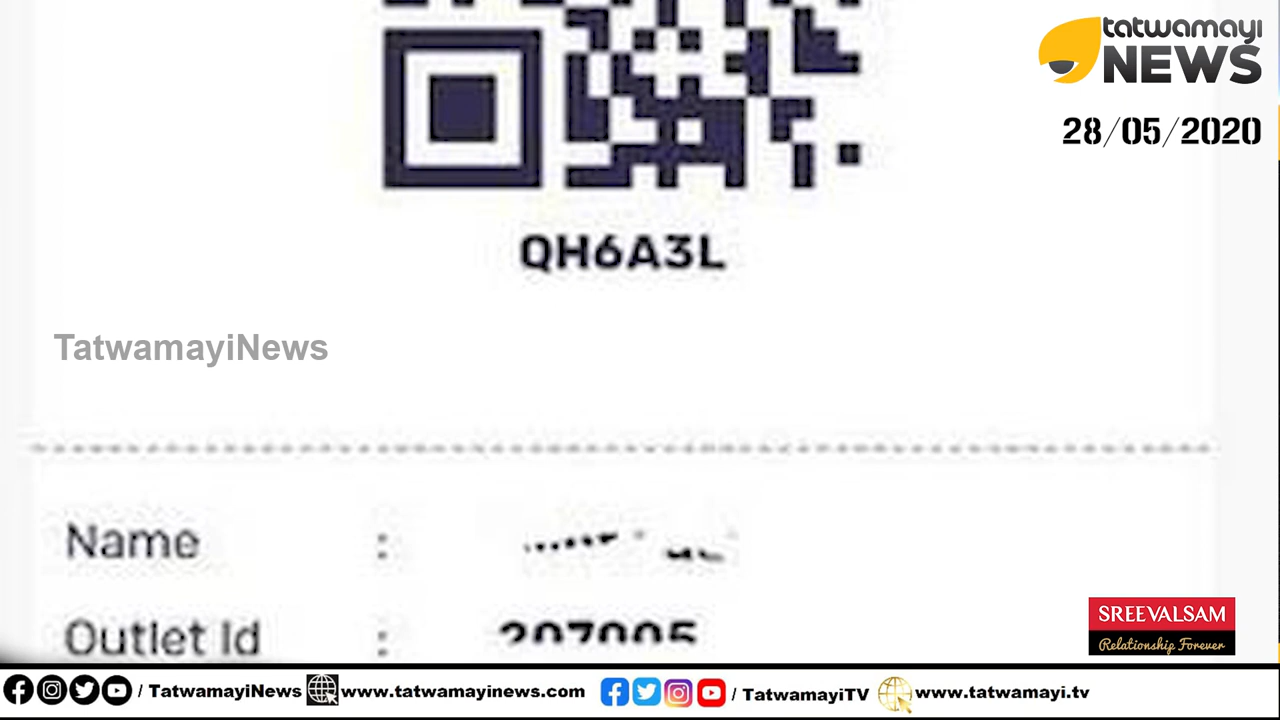 tatwamayi
NEWS
28/05/2020
QH6A3L
TatwamayiNews
Name :
Outlet Id : 207005
SREEVALSAM
Relationship Forever
/ TatwamayiNews www.tatwamayinews.com / TatwamayiTV www.tatwamayi.tv